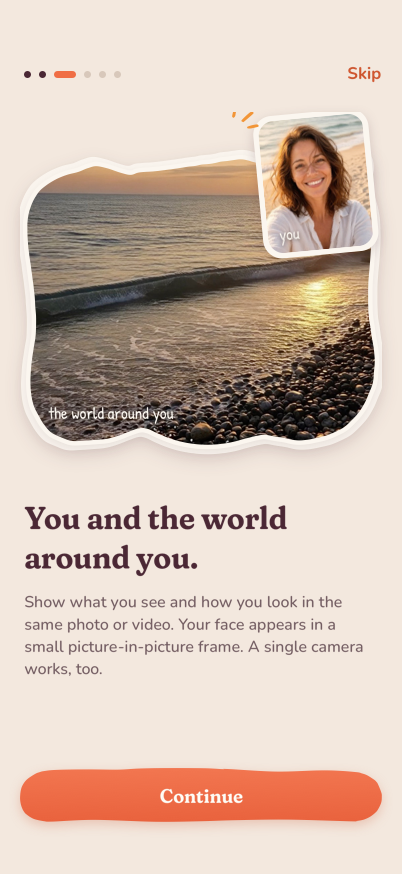 Skip
you
the world around you
You and the world
around you.
Show what you see and how you look in the
same photo or video. Your face appears in a
small picture-in-picture frame. A single camera
works, too.
Continue